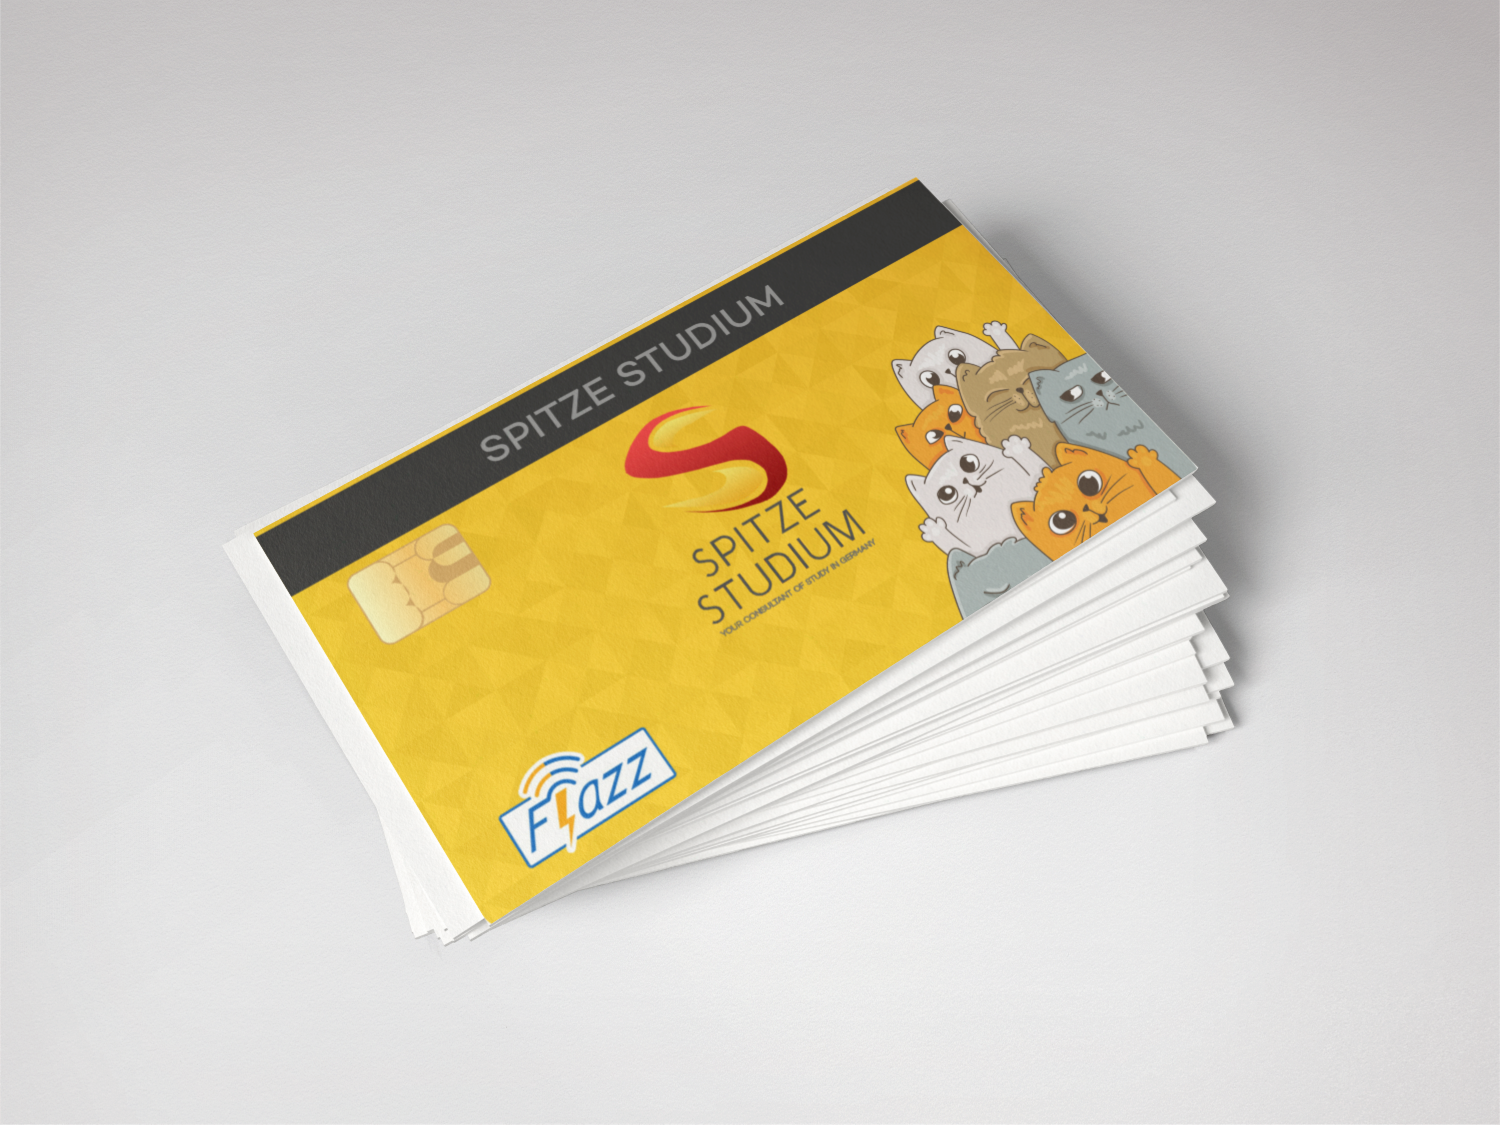 SPITZE STUDIUM
SPITZE
STUDIUM
YOUR CONSULTANT OF STUDY IN GERMANY
Flazz